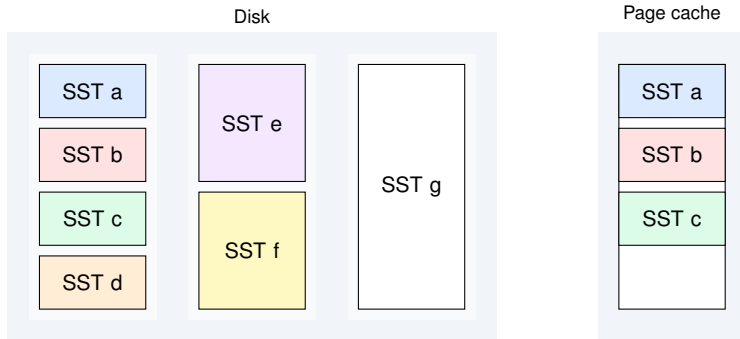 Disk
SST a
SST b
SST c
SST d
SST e
SST f
SST g
Page cache
SST a
SST b
SST c